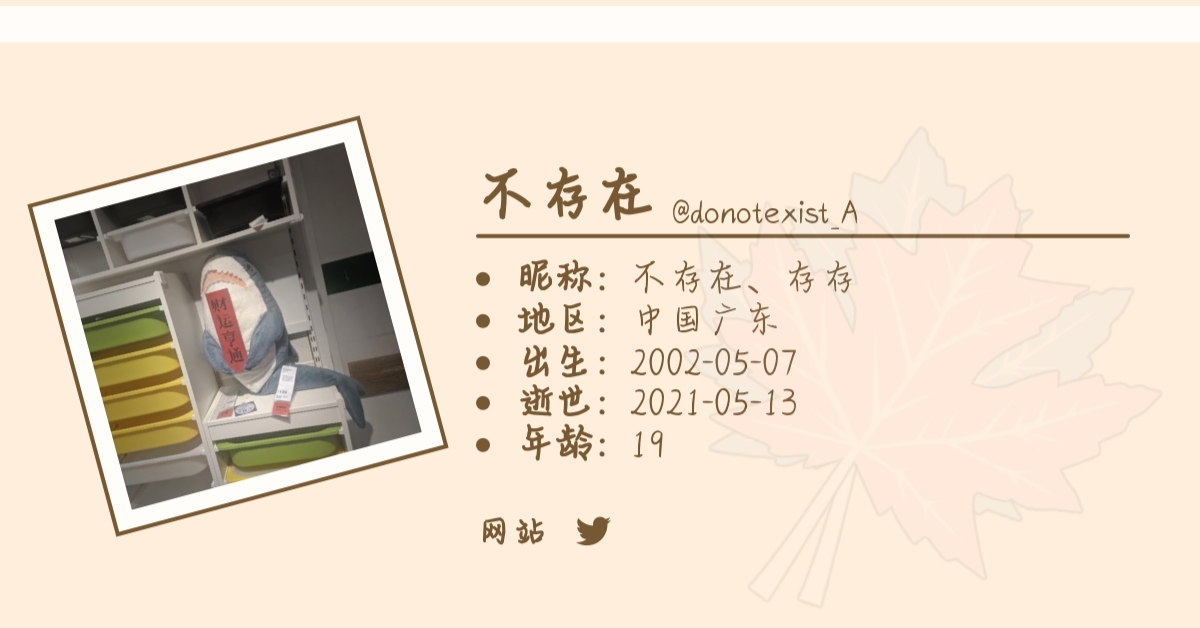 不存在 @donotexist_A
昵称：不存在、存存
地区：中国广东
出生：2002-05-07
逝世：2021-05-13
年龄：19
网站
财运亨通